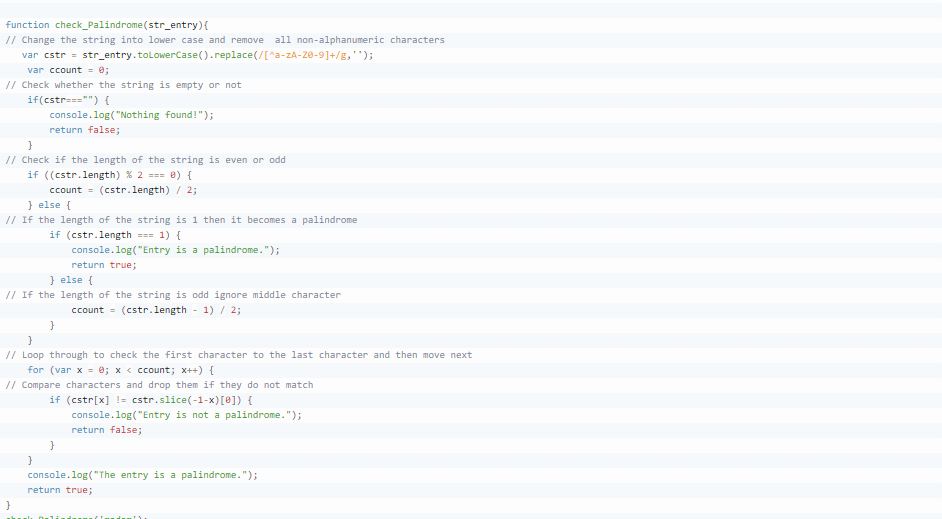 function check_Palindrome(str_entry){
// Change the string into lower case and remove  all non-alphanumeric characters
   var cstr = str_entry.toLowerCase().replace(/[^a-zA-Z0-9]+/g,'');
    var ccount = 0;
// Check whether the string is empty or not
    if(cstr==="") {
        console.log("Nothing found!");
        return false;
    }
// Check if the length of the string is even or odd
    if ((cstr.length) % 2 === 0) {
        ccount = (cstr.length) / 2;
    } else {
// If the length of the string is 1 then it becomes a palindrome
        if (cstr.length === 1) {
            console.log("Entry is a palindrome.");
            return true;
        } else {
// If the length of the string is odd ignore middle character
            ccount = (cstr.length - 1) / 2;
        }
    }
// Loop through to check the first character to the last character and then move next
    for (var x = 0; x < ccount; x++) {
// Compare characters and drop them if they do not match
        if (cstr[x] != cstr.slice(-1-x)[0]) {
            console.log("Entry is not a palindrome.");
            return false;
        }
    }
    console.log("The entry is a palindrome.");
    return true;
}
check_Palindrome('madam');